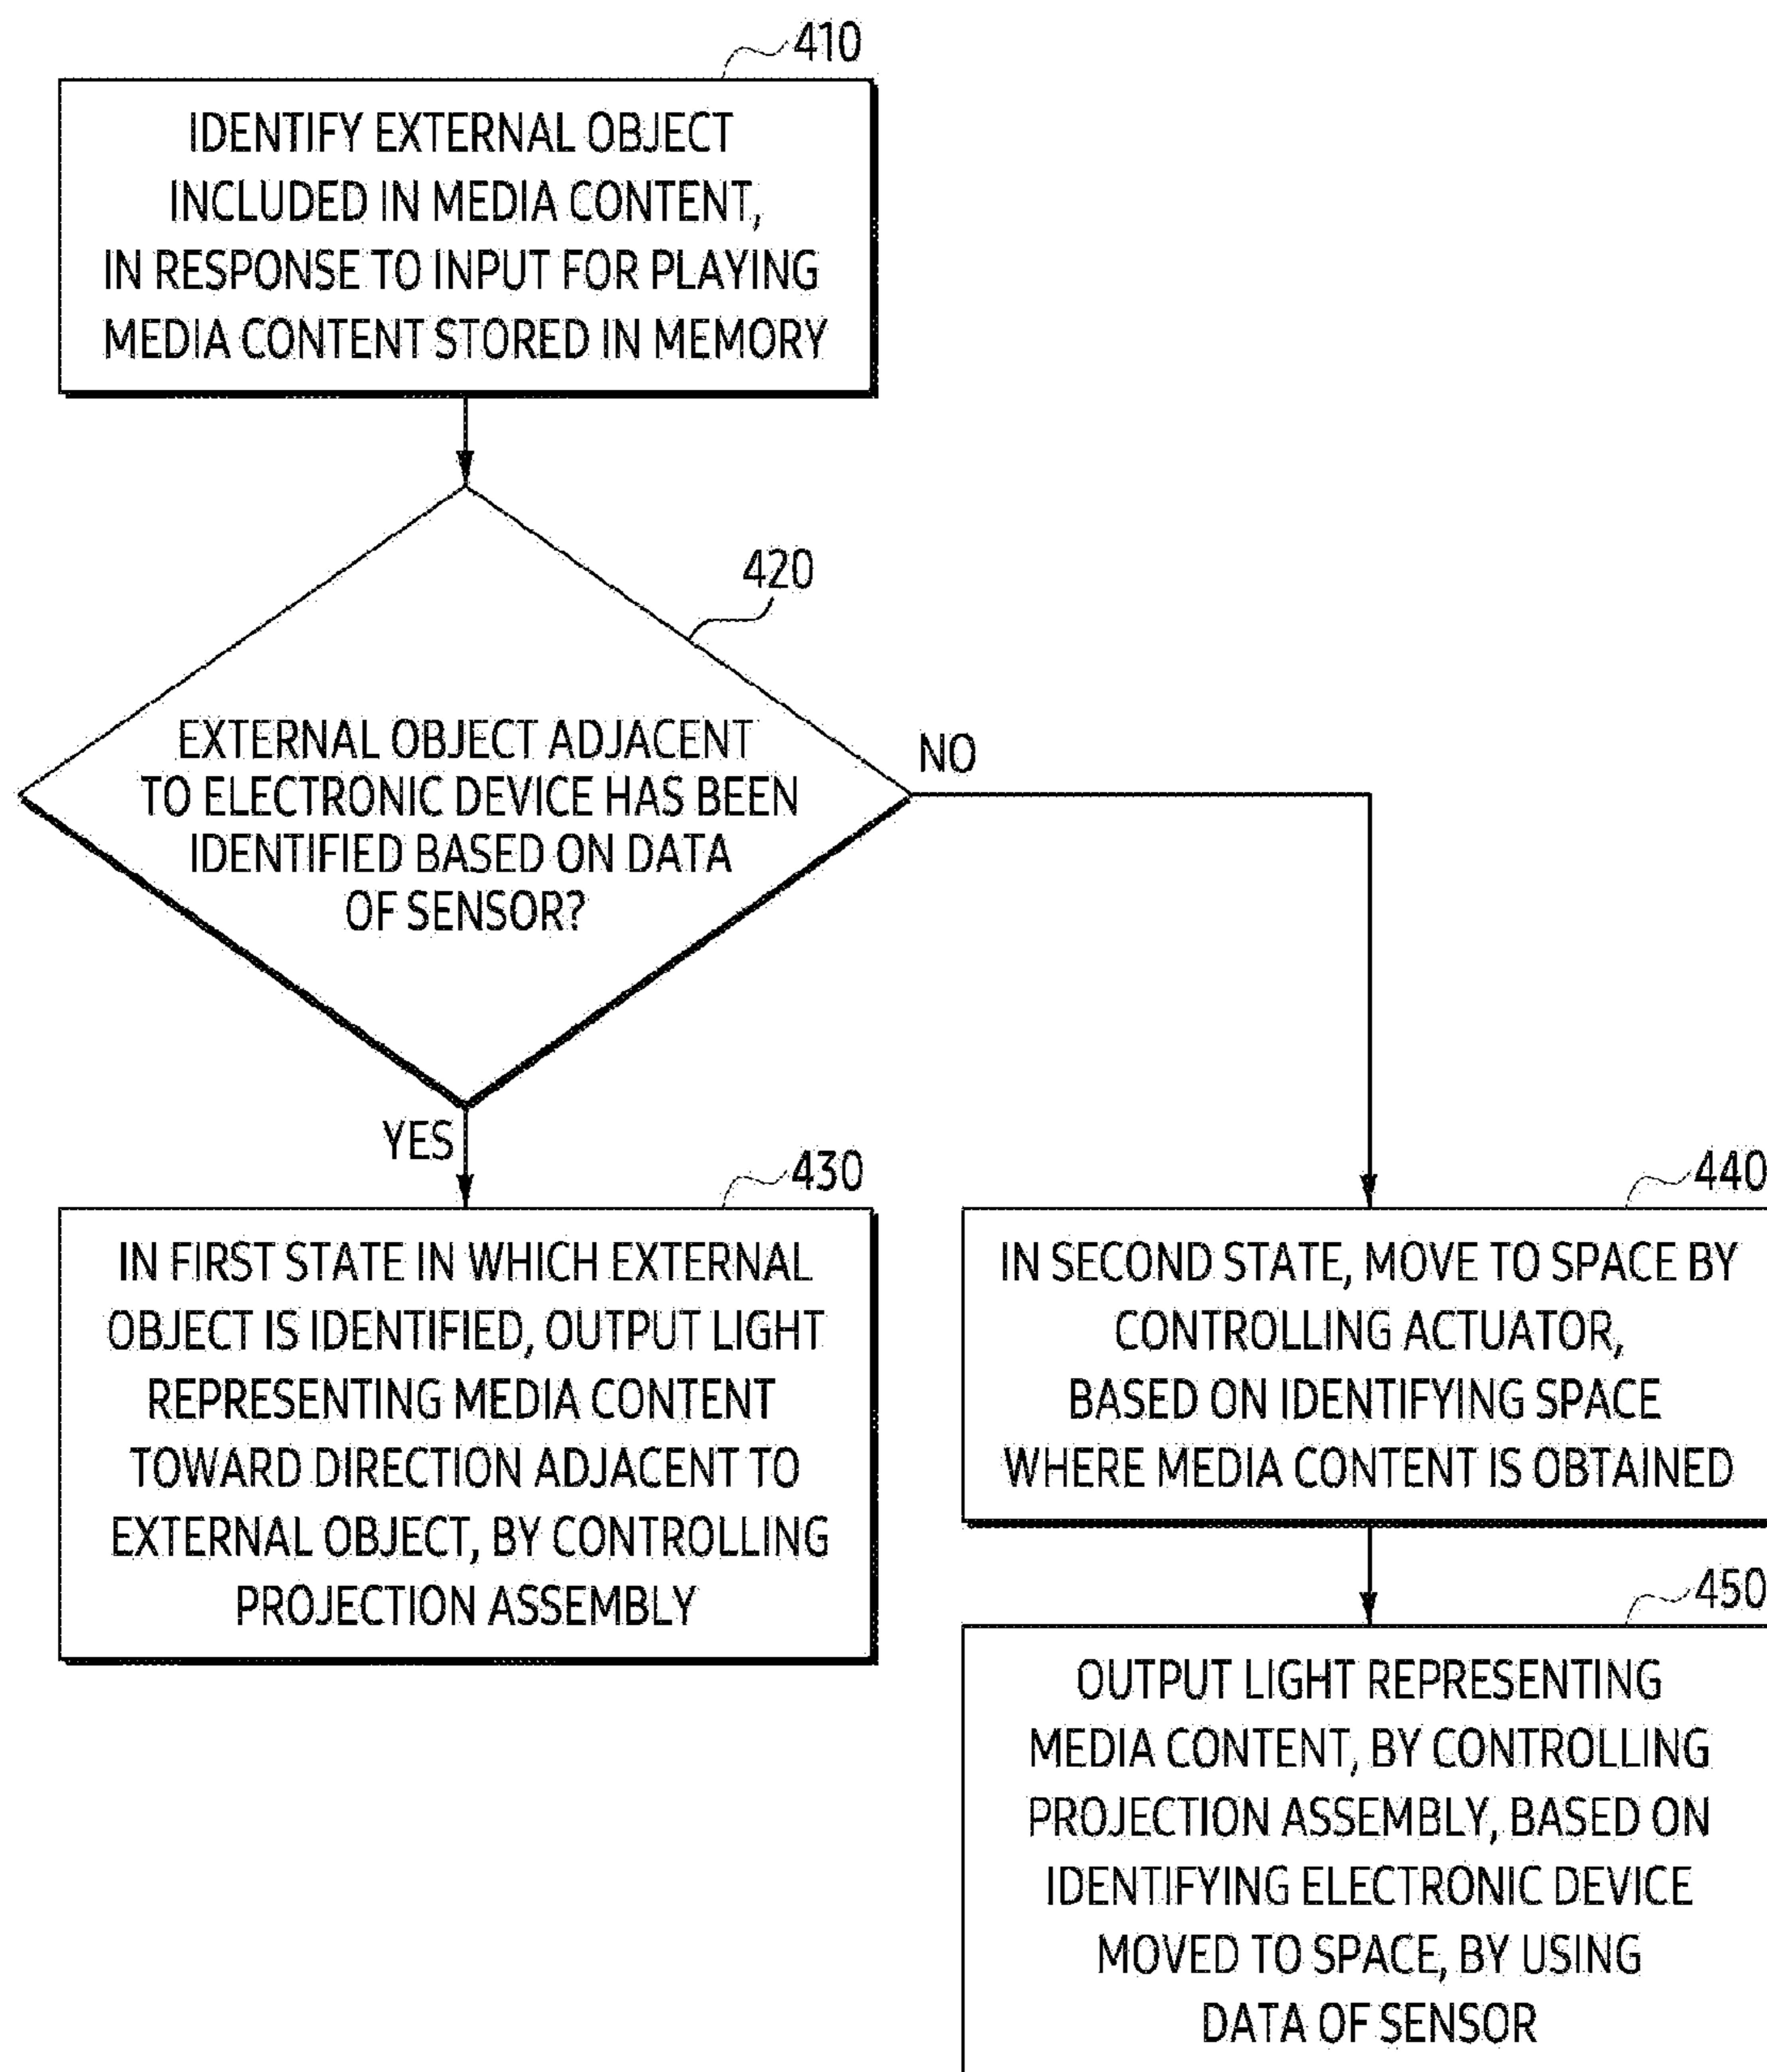 410
IDENTIFY EXTERNAL OBJECT
INCLUDED IN MEDIA CONTENT,
IN RESPONSE TO INPUT FOR PLAYING
MEDIA CONTENT STORED IN MEMORY
420
EXTERNAL OBJECT ADJACENT
TO ELECTRONIC DEVICE HAS BEEN
IDENTIFIED BASED ON DATA
OF SENSOR?
NO
YES
430
IN FIRST STATE IN WHICH EXTERNAL
OBJECT IS IDENTIFIED, OUTPUT LIGHT
REPRESENTING MEDIA CONTENT
TOWARD DIRECTION ADJACENT TO
EXTERNAL OBJECT, BY CONTROLLING
PROJECTION ASSEMBLY
440
IN SECOND STATE, MOVE TO SPACE BY
CONTROLLING ACTUATOR,
BASED ON IDENTIFYING SPACE
WHERE MEDIA CONTENT IS OBTAINED
450
OUTPUT LIGHT REPRESENTING
MEDIA CONTENT, BY CONTROLLING
PROJECTION ASSEMBLY, BASED ON
IDENTIFYING ELECTRONIC DEVICE
MOVED TO SPACE, BY USING
DATA OF SENSOR